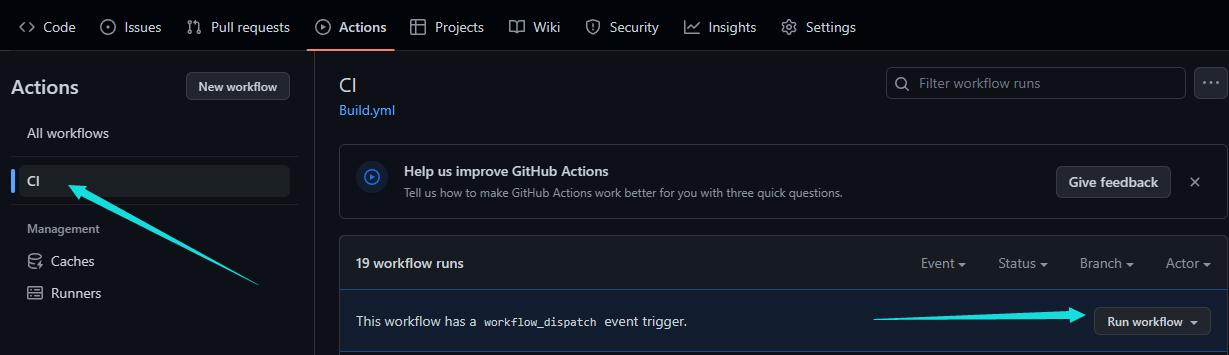 Code Issues Pull requests Actions Projects Wiki Security Insights Settings
Actions
New workflow
All workflows
CI
Management
Caches
Runners
CI
Build.yml
Filter workflow runs
Help us improve GitHub Actions
Tell us how to make GitHub Actions work better for you with three quick questions.
Give feedback
19 workflow runs
Event Status Branch Actor
This workflow has a workflow_dispatch event trigger.
Run workflow